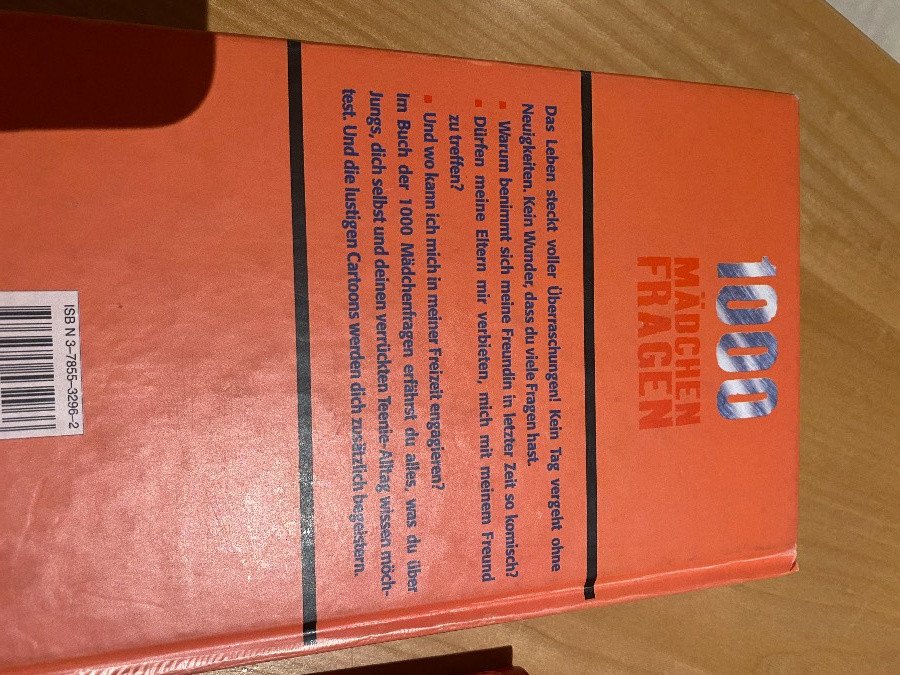 1000
MÄDCHEN
FRAGEN
Das Leben steckt voller Überraschungen! Kein Tag vergeht ohne
Neuigkeiten. Kein Wunder, dass du viele Fragen hast.
▪ Warum benimmt sich meine Freundin in letzter Zeit so komisch?
▪ Dürfen meine Eltern mir verbieten, mich mit meinem Freund
zu treffen?
▪ Und wo kann ich mich in meiner Freizeit engagieren?
Im Buch der 1000 Mädchenfragen erfährst du alles, was du über
Jungs, dich selbst und deinen verrückten Teenie-Alltag wissen möch-
test. Und die lustigen Cartoons werden dich zusätzlich begeistern.
ISBN 3-7855-3296-2